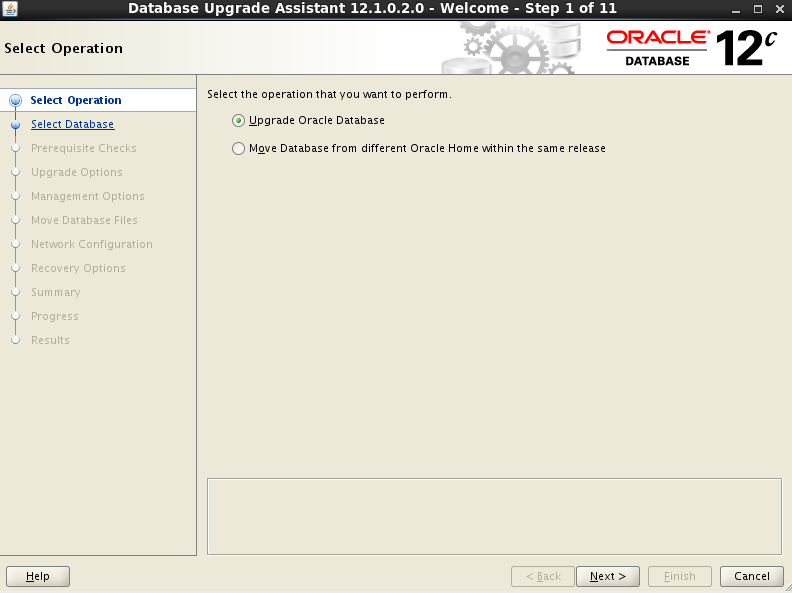 Database Upgrade Assistant 12.1.0.2.0 - Welcome - Step 1 of 11
Select Operation
ORACLE®
DATABASE
12c
Select Operation
Select Database
Prerequisite Checks
Upgrade Options
Management Options
Move Database Files
Network Configuration
Recovery Options
Summary
Progress
Results
Select the operation that you want to perform.
Upgrade Oracle Database
Move Database from different Oracle Home within the same release
Help
< Back
Next >
Finish
Cancel